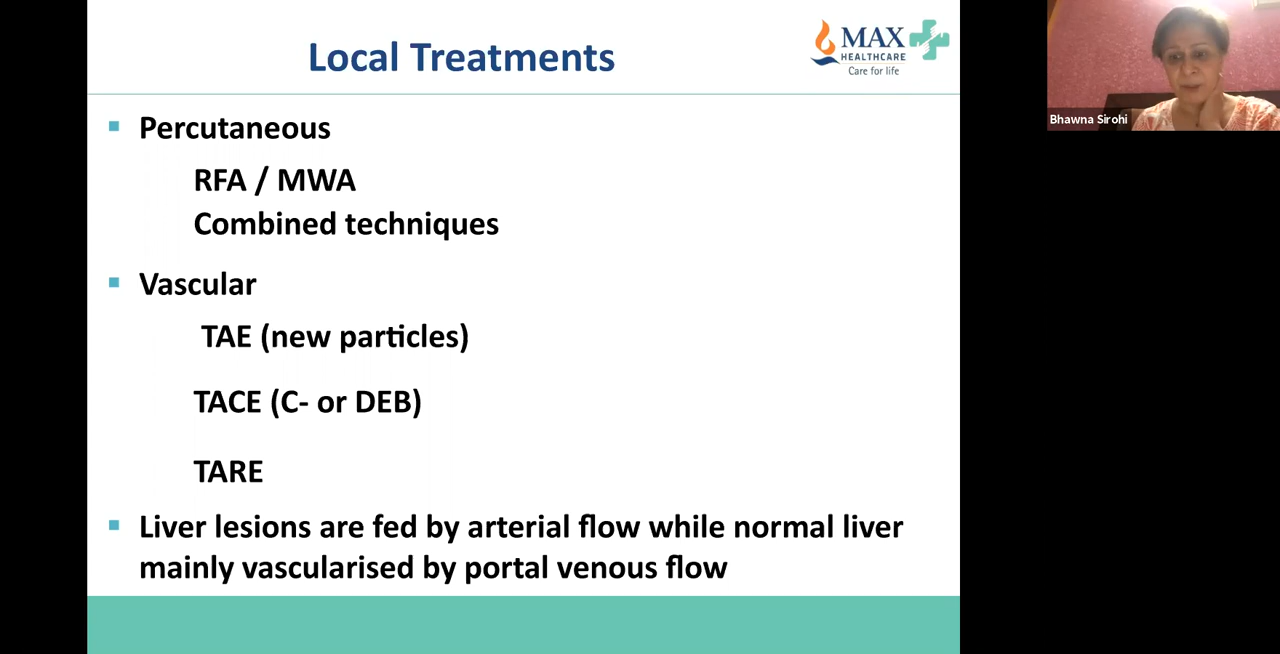 Local Treatments
MAX
HEALTHCARE
Care for life
Bhawna Sirohi
Percutaneous
RFA / MWA
Combined techniques
Vascular
TAE (new particles)
TACE (C- or DEB)
TARE
Liver lesions are fed by arterial flow while normal liver
mainly vascularised by portal venous flow